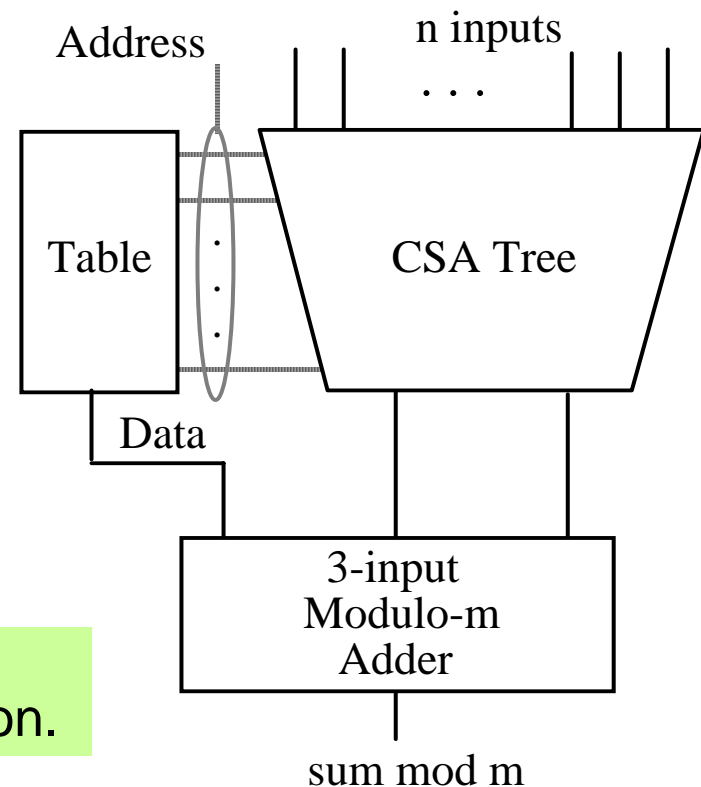 Address
n inputs
. . .
Table
CSA Tree
Data
3-input
Modulo-m
Adder
on.
sum mod m